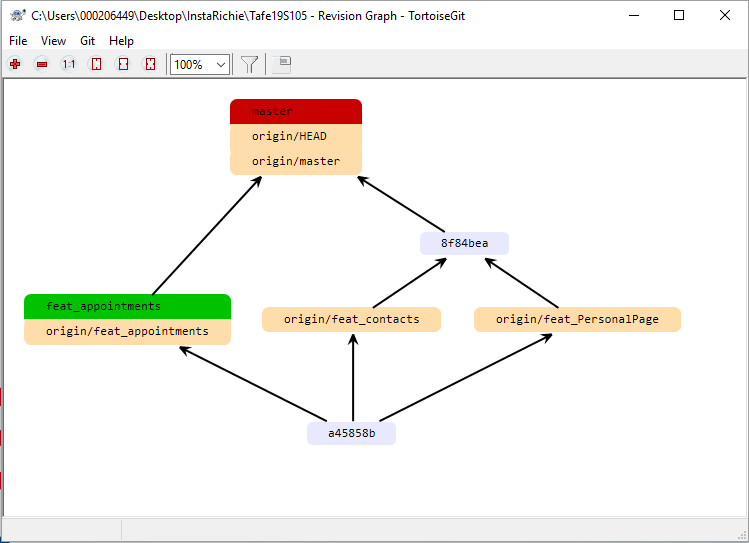 C:\Users\000206449\Desktop\InstaRichie\Tafe19S105 - Revision Graph - TortoiseGit
File View Git Help
1:1 100%
master
origin/HEAD
origin/master
8f84bea
feat_appointments
origin/feat_appointments
origin/feat_contacts
origin/feat_PersonalPage
a45858b